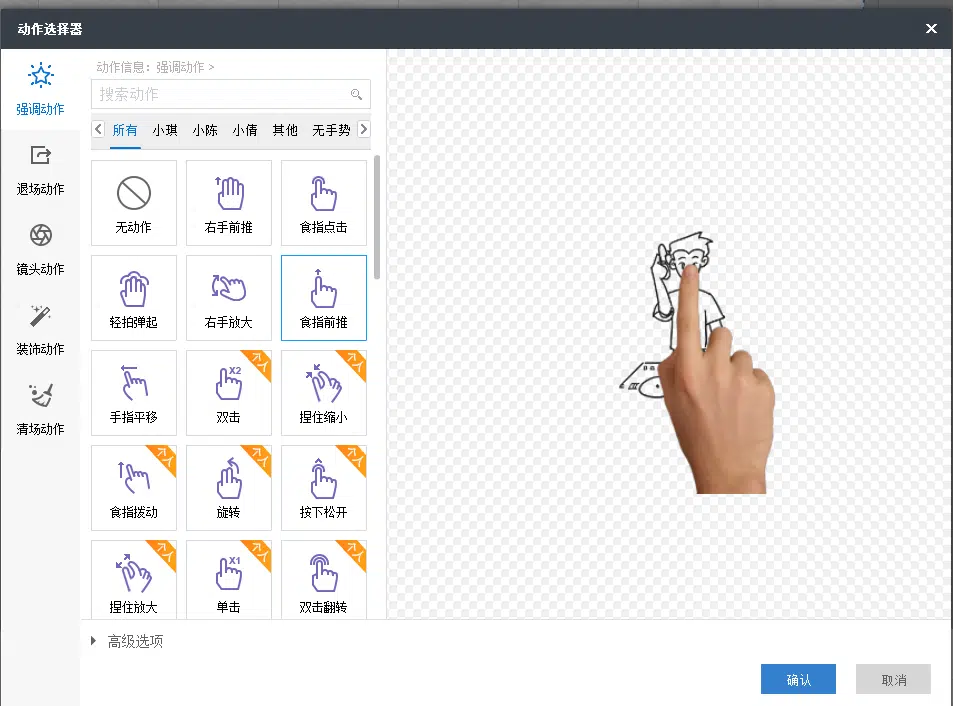 动作选择器
强调动作
退场动作
镜头动作
装饰动作
清场动作
动作信息：强调动作 >
搜索动作
所有 小琪 小陈 小倩 其他 无手势
无动作 右手前推 食指点击
轻拍弹起 右手放大 食指前推
X2
手指平移 双击 捏住缩小
食指拨动 旋转 按下松开
X1
捏住放大 单击 双击翻转
高级选项
确认 取消